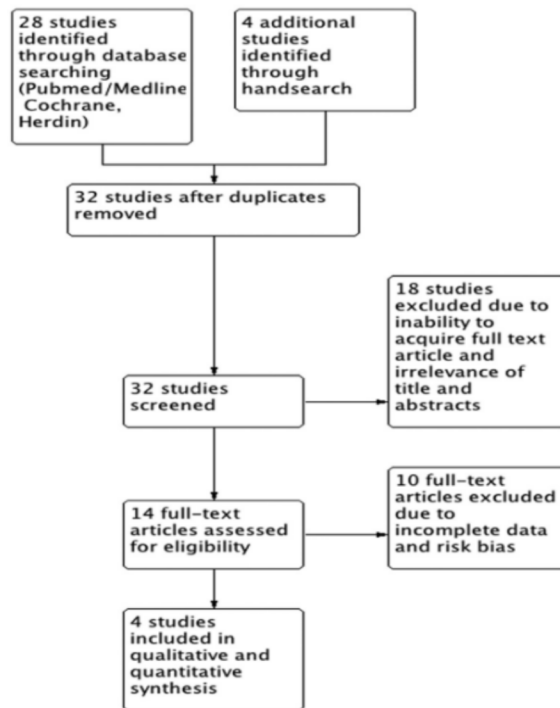 28 studies
identified
through database
searching
(Pubmed/Medline
Cochrane,
Herdin)
4 additional
studies
identified
through
handsearch
32 studies after duplicates
removed
18 studies
excluded due to
inability to
acquire full text
article and
irrelevance of
title and
abstracts
32 studies
screened
10 full-text
articles excluded
due to
incomplete data
and risk bias
14 full-text
articles assessed
for eligibility
4 studies
included in
qualitative and
quantitative
synthesis